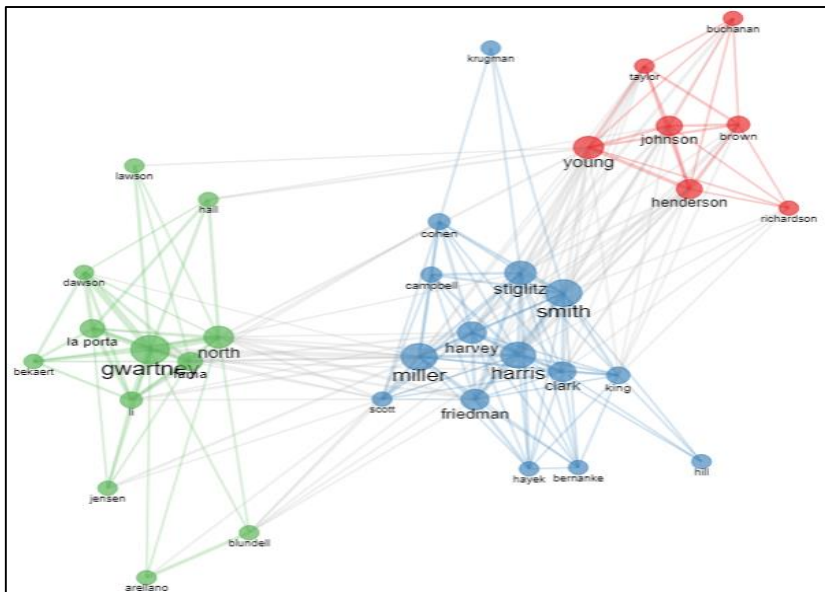 buchanan
krugman
taylor
johnson
brown
young
lawson
henderson
hall
richardson
cohen
dawson
campbell
stiglitz
smith
la porta
north
harvey
gwartney
fama
bekaert
miller
harris
clark
king
li
scott
friedman
hill
hayek
bernanke
jensen
blundell
arellano